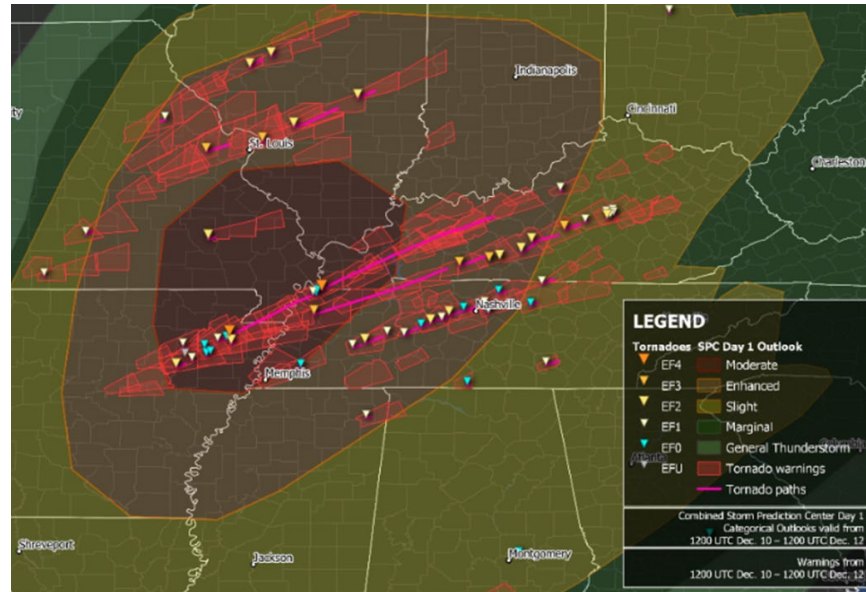 Indianapolis
ty
Cincinnati
St. Louis
Charleston
Nashville
Memphis
LEGEND
Tornadoes SPC Day 1 Outlook
EF4 Moderate
EF3 Enhanced
EF2 Slight
EF1 Marginal
EF0 General Thunderstorm
EFU Tornado warnings
Tornado paths
Atlanta
Combined Storm Prediction Center Day 1
Categorical Outlooks valid from
1200 UTC Dec. 10 – 1200 UTC Dec. 12
Shreveport
Jackson
Montgomery
Warnings from
1200 UTC Dec. 10 – 1200 UTC Dec. 12